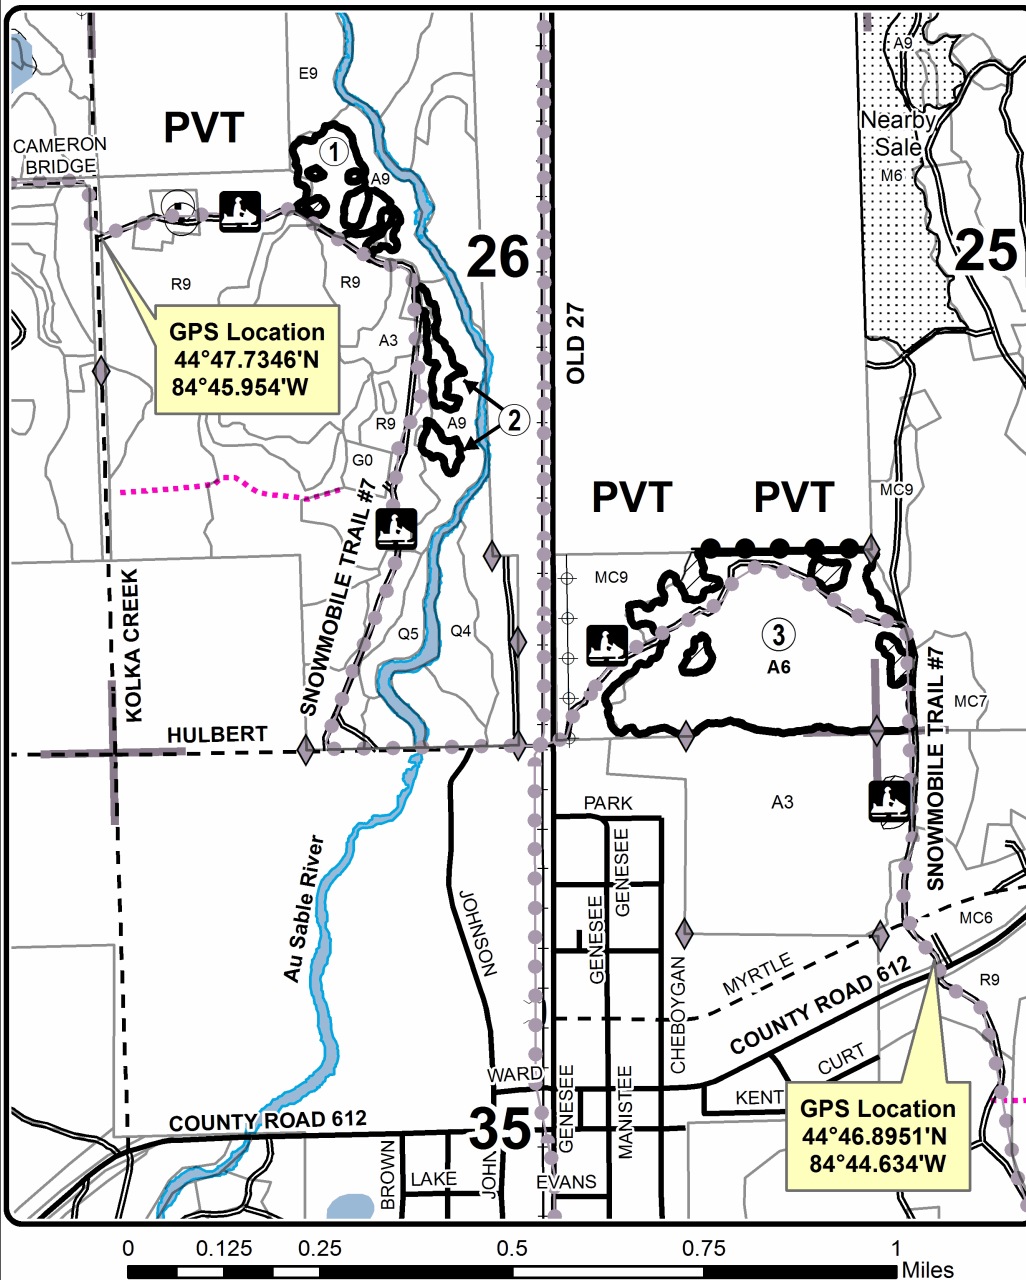 E9
A9
PVT
CAMERON
BRIDGE
1
A9
Nearby
Sale
M6
26
25
R9
R9
GPS Location
44°47.7346'N
84°45.954'W
A3
OLD 27
R9
A9
2
G0
MC9
PVT
PVT
SNOWMOBILE TRAIL #7
KOLKA CREEK
MC9
Q5
Q4
3
A6
MC7
HULBERT
SNOWMOBILE TRAIL #7
PARK
A3
GENESEE
Au Sable River
JOHNSON
GENESEE
MC6
MYRTLE
COUNTY ROAD 612
R9
CHEBOYGAN
WARD
GENESEE
MANISTEE
CURT
KENT
COUNTY ROAD 612
35
GPS Location
44°46.8951'N
84°44.634'W
BROWN
LAKE
JOHN
EVANS
0
0.125
0.25
0.5
0.75
1
Miles